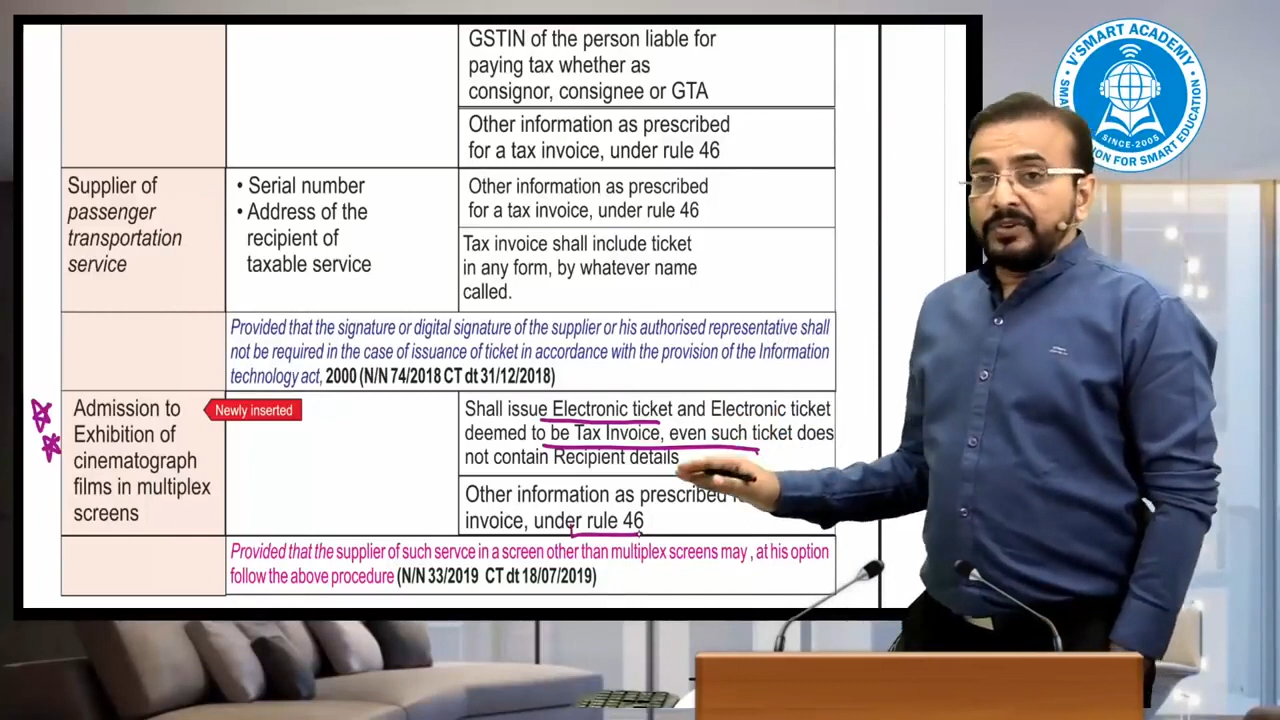 GSTIN of the person liable for
paying tax whether as
consignor, consignee or GTA
Other information as prescribed
for a tax invoice, under rule 46
Supplier of
passenger
transportation
service
• Serial number
• Address of the
recipient of
taxable service
Other information as prescribed
for a tax invoice, under rule 46
Tax invoice shall include ticket
in any form, by whatever name
called.
Provided that the signature or digital signature of the supplier or his authorised representative shall
not be required in the case of issuance of ticket in accordance with the provision of the Information
technology act, 2000 (N/N 74/2018 CT dt 31/12/2018)
Admission to
Exhibition of
cinematograph
films in multiplex
screens
Newly inserted
Shall issue Electronic ticket and Electronic ticket
deemed to be Tax Invoice, even such ticket does
not contain Recipient details
Other information as prescribed
invoice, under rule 46
Provided that the supplier of such servce in a screen other than multiplex screens may , at his option
follow the above procedure (N/N 33/2019 CT dt 18/07/2019)
V'SMART ACADEMY
SINCE-2005
FOR SMART EDUCATION